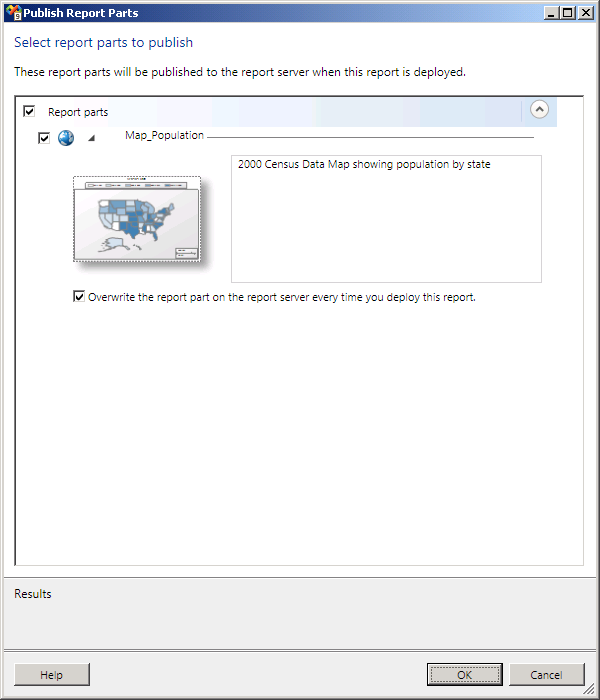 Publish Report Parts
Select report parts to publish
These report parts will be published to the report server when this report is deployed.
Report parts
Map_Population
2000 Census Data Map showing population by state
Overwrite the report part on the report server every time you deploy this report.
Results
Help
OK
Cancel